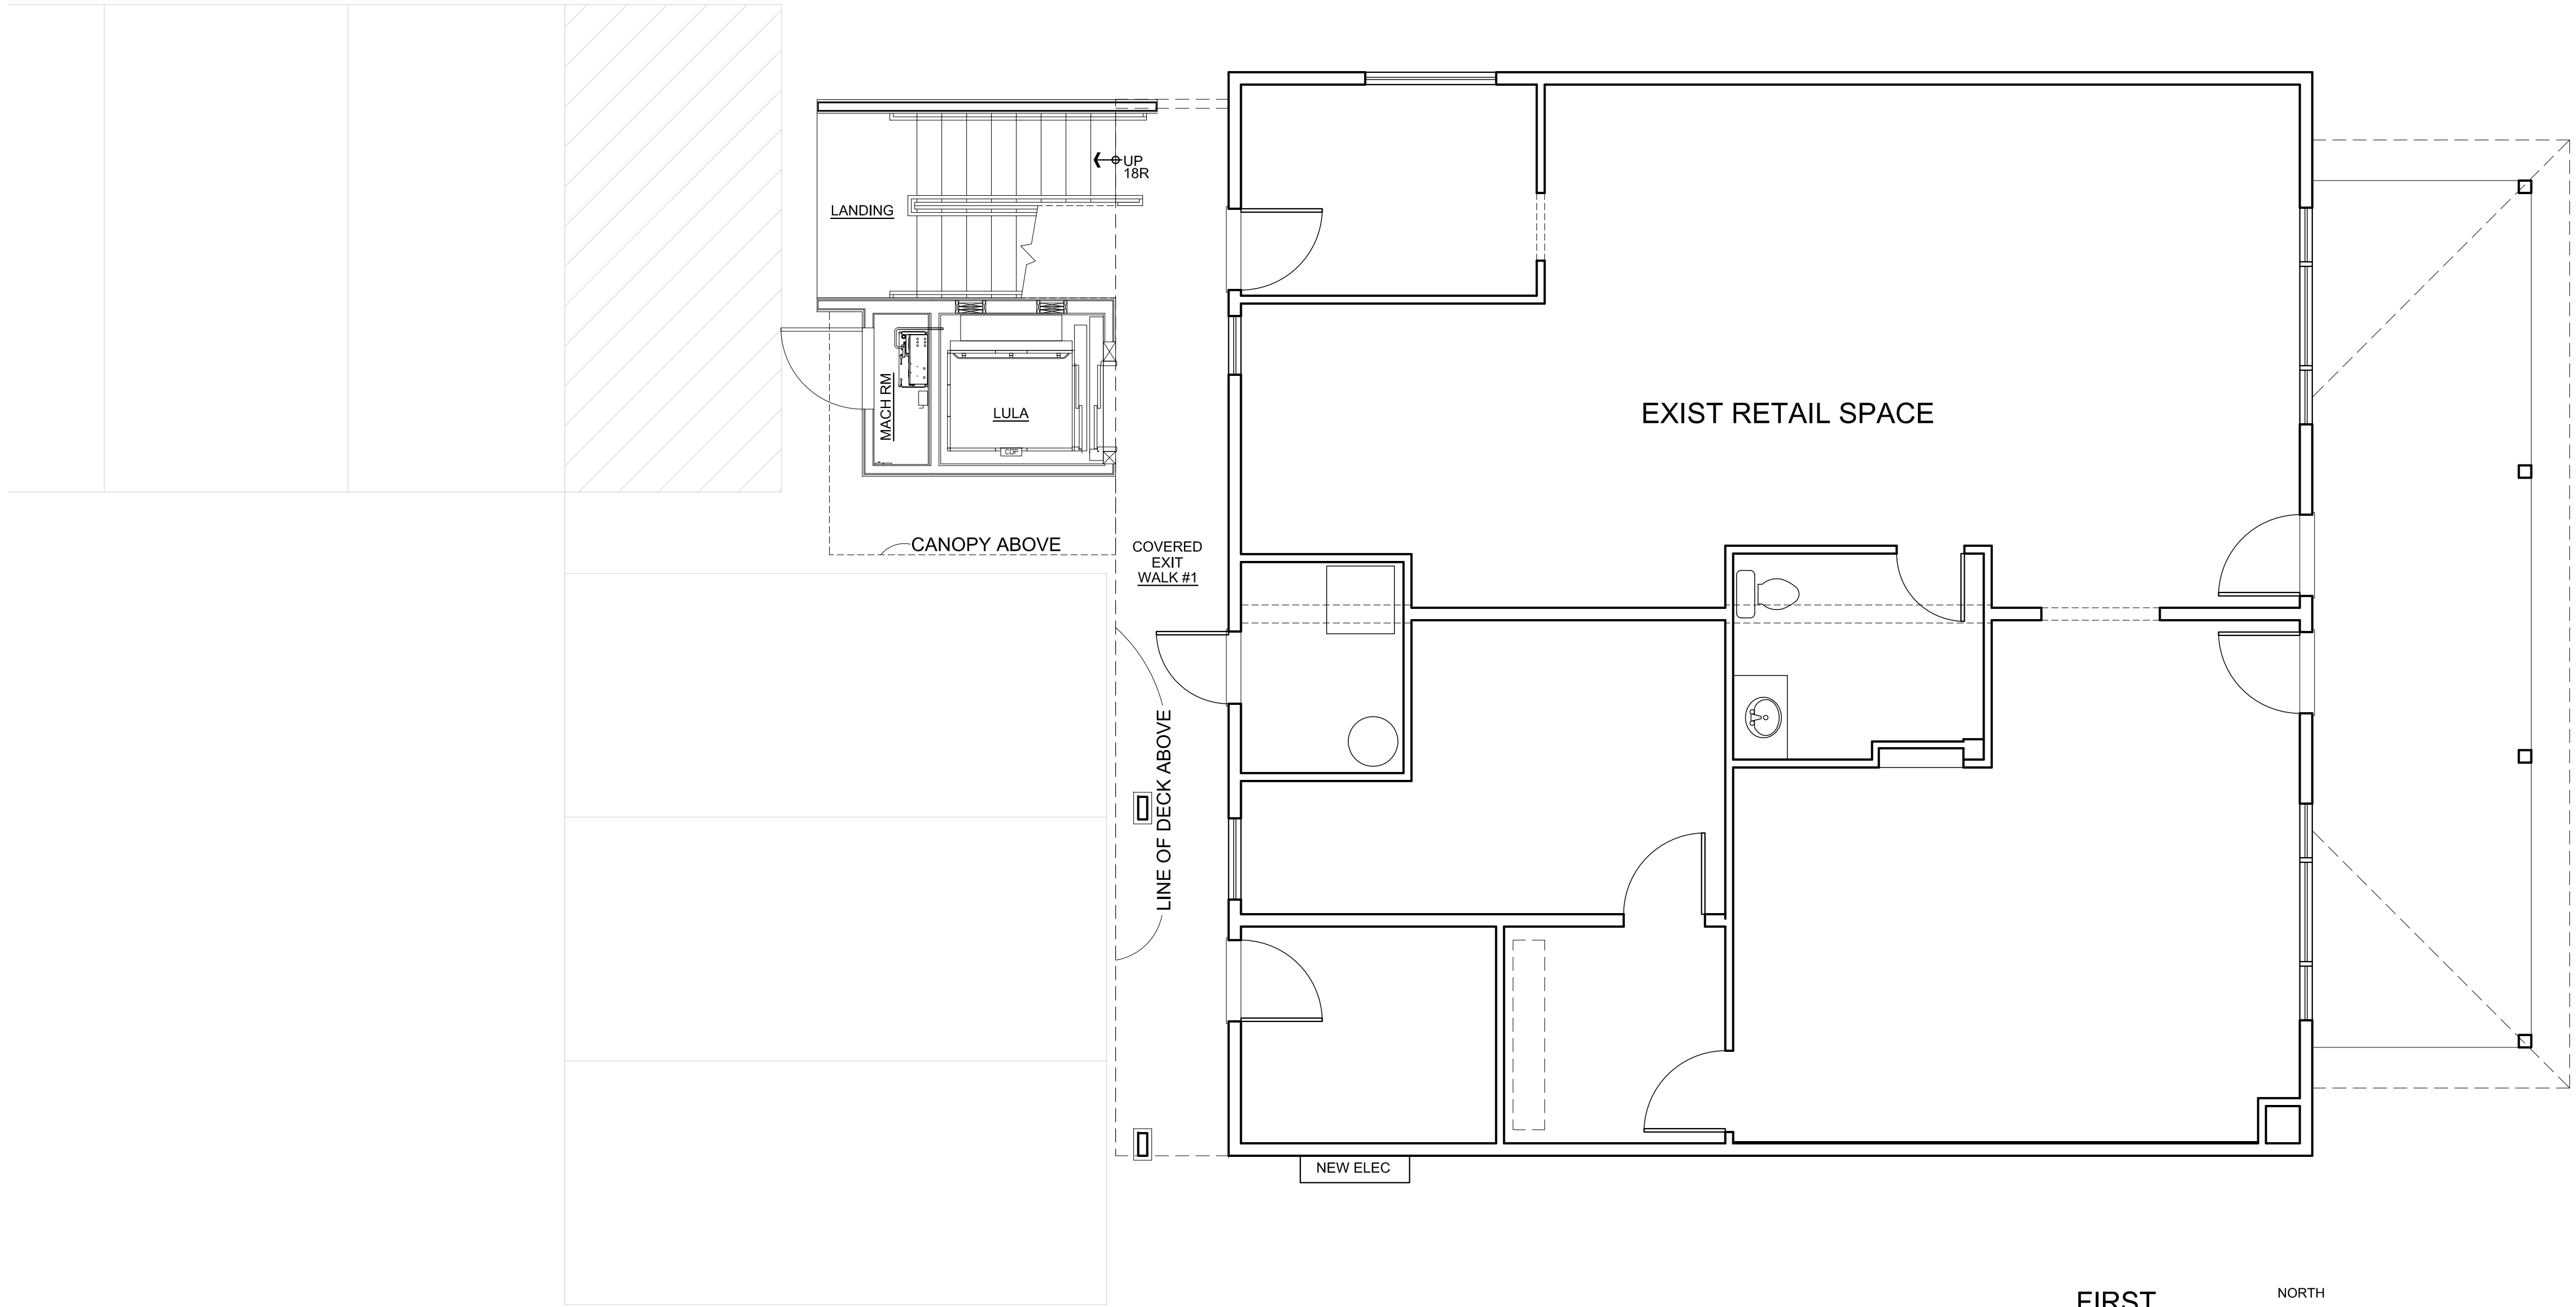 UP
18R
LANDING
MACH RM
LULA
CDP
EXIST RETAIL SPACE
CANOPY ABOVE
COVERED
EXIT
WALK #1
LINE OF DECK ABOVE
NEW ELEC
FIRST
NORTH